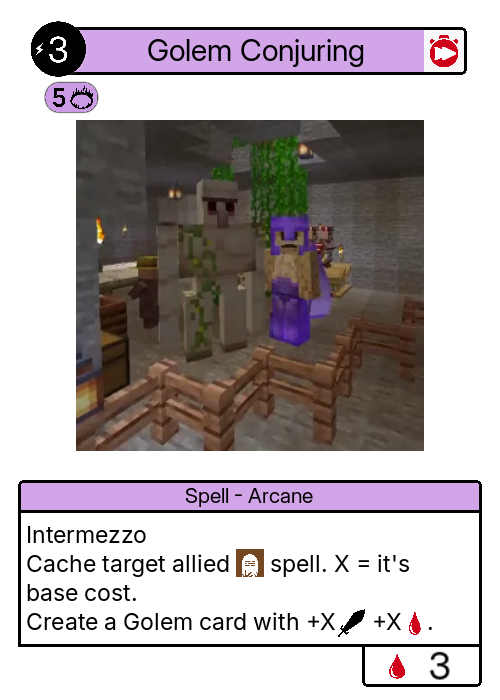 3
Golem Conjuring
5
Spell - Arcane
Intermezzo
Cache target allied spell. X = it's
base cost.
Create a Golem card with +X +X .
3